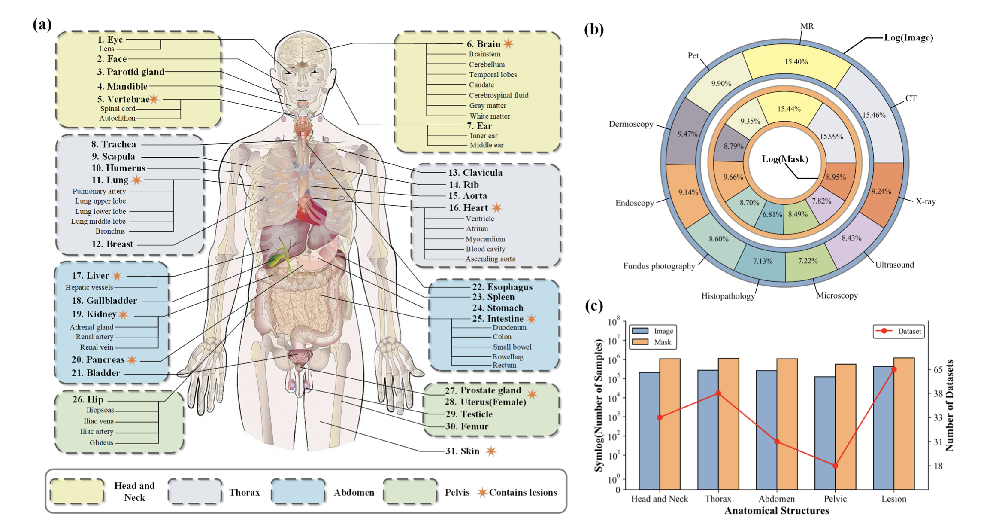 (a)
1. Eye
Lens
2. Face
3. Parotid gland
4. Mandible
5. Vertebrae
Spinal cord
Autochthon
6. Brain
Brainstem
Cerebellum
Temporal lobes
Caudate
Cerebrospinal fluid
Gray matter
White matter
7. Ear
Inner ear
Middle ear
8. Trachea
9. Scapula
10. Humerus
11. Lung
Pulmonary artery
Lung upper lobe
Lung lower lobe
Lung middle lobe
Bronchus
12. Breast
13. Clavicula
14. Rib
15. Aorta
16. Heart
Ventricle
Atrium
Myocardium
Blood cavity
Ascending aorta
17. Liver
Hepatic vessels
18. Gallbladder
19. Kidney
Adrenal gland
Renal artery
Renal vein
20. Pancreas
21. Bladder
22. Esophagus
23. Spleen
24. Stomach
25. Intestine
Duodenum
Colon
Small bowel
Bowelbag
Rectum
26. Hip
Iliopsoas
Iliac vena
Iliac artery
Gluteus
27. Prostate gland
28. Uterus(Female)
29. Testicle
30. Femur
31. Skin
Head and
Neck
Thorax
Abdomen
Pelvis
Contains lesions
(b)
MR
Log(Image)
Pet
CT
Dermoscopy
Endoscopy
X-ray
Fundus photography
Ultrasound
Histopathology
Microscopy
15.40%
9.90%
15.46%
9.47%
9.14%
9.24%
8.60%
8.43%
7.13%
7.22%
15.44%
9.35%
15.99%
8.79%
Log(Mask)
9.66%
8.95%
8.70%
7.82%
6.81%
8.49%
(c)
Symlog(Number of Samples)
10^8
10^7
10^6
10^5
10^4
10^3
10^2
10^1
10^0
0
Image
Mask
Dataset
65
38
33
31
18
Number of Datasets
Head and Neck
Thorax
Abdomen
Pelvic
Lesion
Anatomical Structures